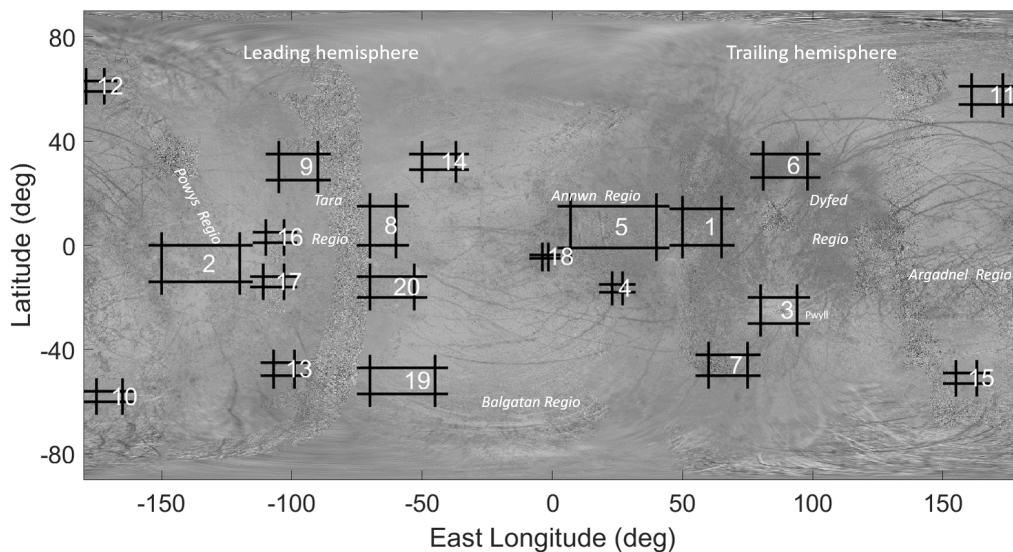 80
Leading hemisphere
Trailing hemisphere
12
11
40
9
14
6
Powys Regio
Tara
Annwn Regio
Dyfed
8
5
1
0
16
Regio
Regio
2
18
17
20
4
Argadnel Regio
3
Pwyll
-40
13
7
19
15
10
Balgatan Regio
-80
Latitude (deg)
-150
-100
-50
0
50
100
150
East Longitude (deg)